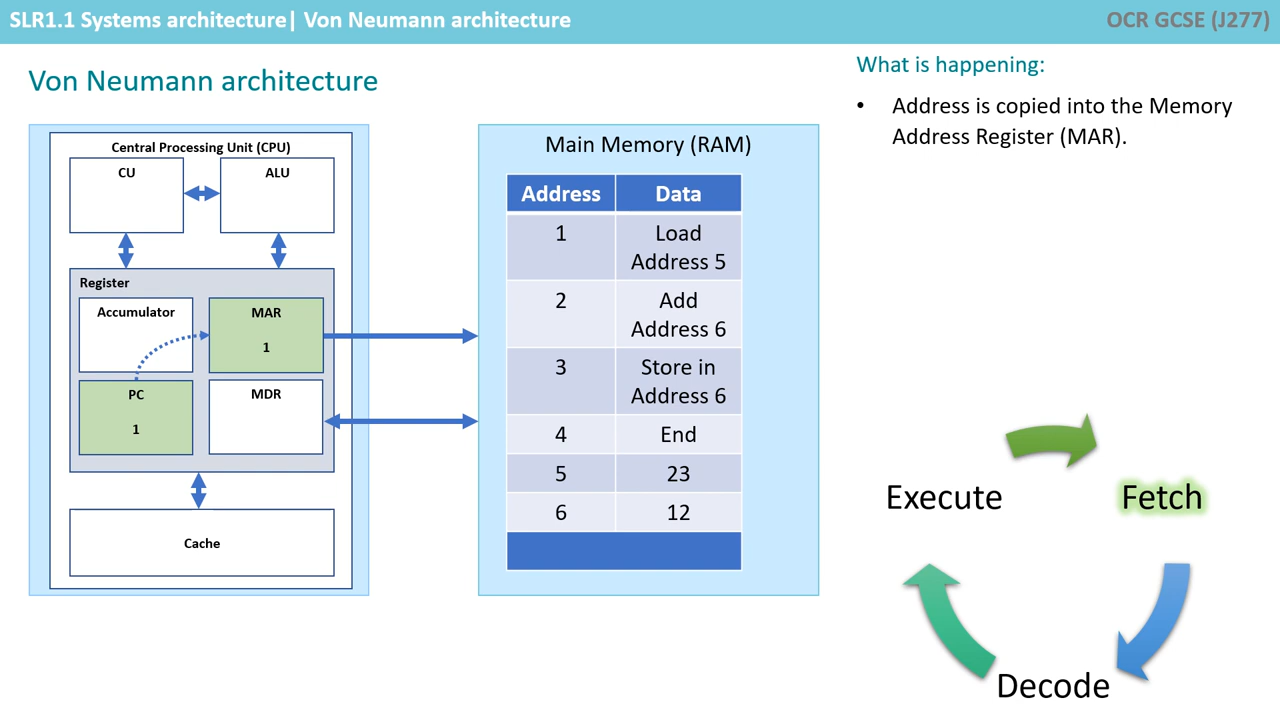 SLR1.1 Systems architecture| Von Neumann architecture
OCR GCSE (J277)
Von Neumann architecture
Central Processing Unit (CPU)
CU
ALU
Register
Accumulator
MAR
1
PC
1
MDR
Cache
Main Memory (RAM)
Address Data
1 Load
Address 5
2 Add
Address 6
3 Store in
Address 6
4 End
5 23
6 12
What is happening:
• Address is copied into the Memory
Address Register (MAR).
Execute
Fetch
Decode